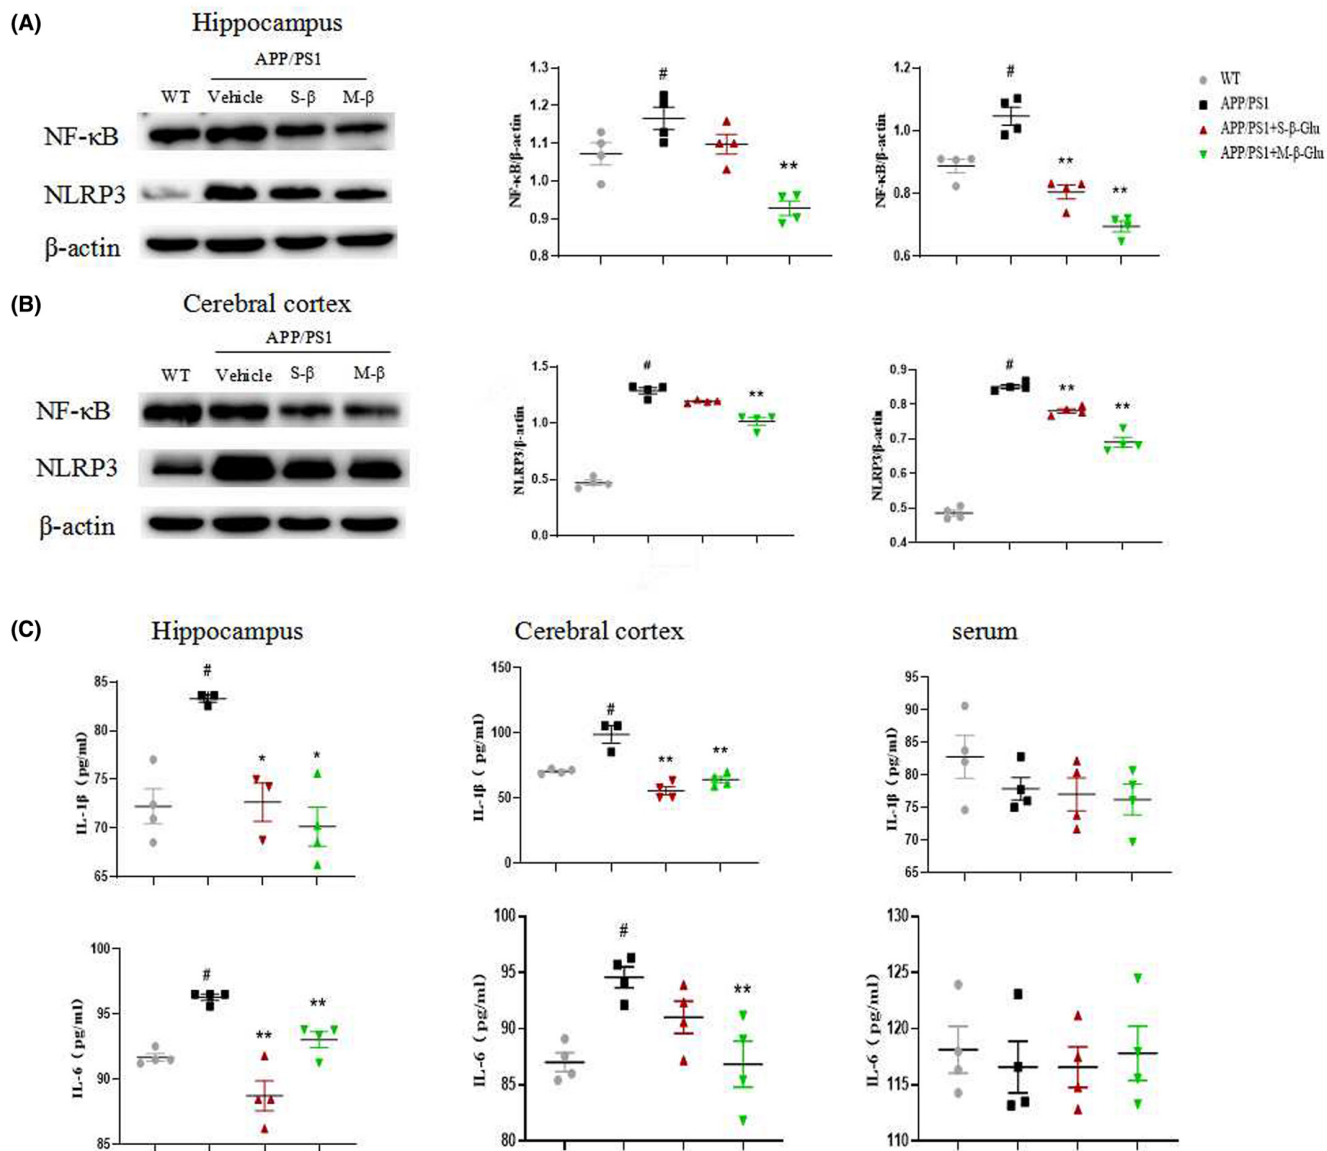 (A)
Hippocampus
APP/PS1
WT Vehicle S-β M-β
NF-κB
NLRP3
β-actin
NF-κB/β-actin
1.3
1.2
1.1
1.0
0.9
0.8
#
**
NF-κB/β-actin
1.2
1.0
0.8
0.6
#
**
**
WT
APP/PS1
APP/PS1+S-β-Glu
APP/PS1+M-β-Glu
(B)
Cerebral cortex
APP/PS1
WT Vehicle S-β M-β
NF-κB
NLRP3
β-actin
NLRP3/β-actin
1.5
1.0
0.5
0.0
#
**
NLRP3/β-actin
0.9
0.8
0.7
0.6
0.5
0.4
#
**
**
(C)
Hippocampus
Cerebral cortex
serum
IL-1β ( pg/ml)
85
80
75
70
65
#
*
*
IL-1β ( pg/ml)
150
100
50
0
#
**
**
IL-1β ( pg/ml)
95
90
85
80
75
70
65
IL-6 ( pg/ml)
100
95
90
85
#
**
**
IL-6 ( pg/ml)
100
95
90
85
80
#
**
IL-6 ( pg/ml)
130
125
120
115
110